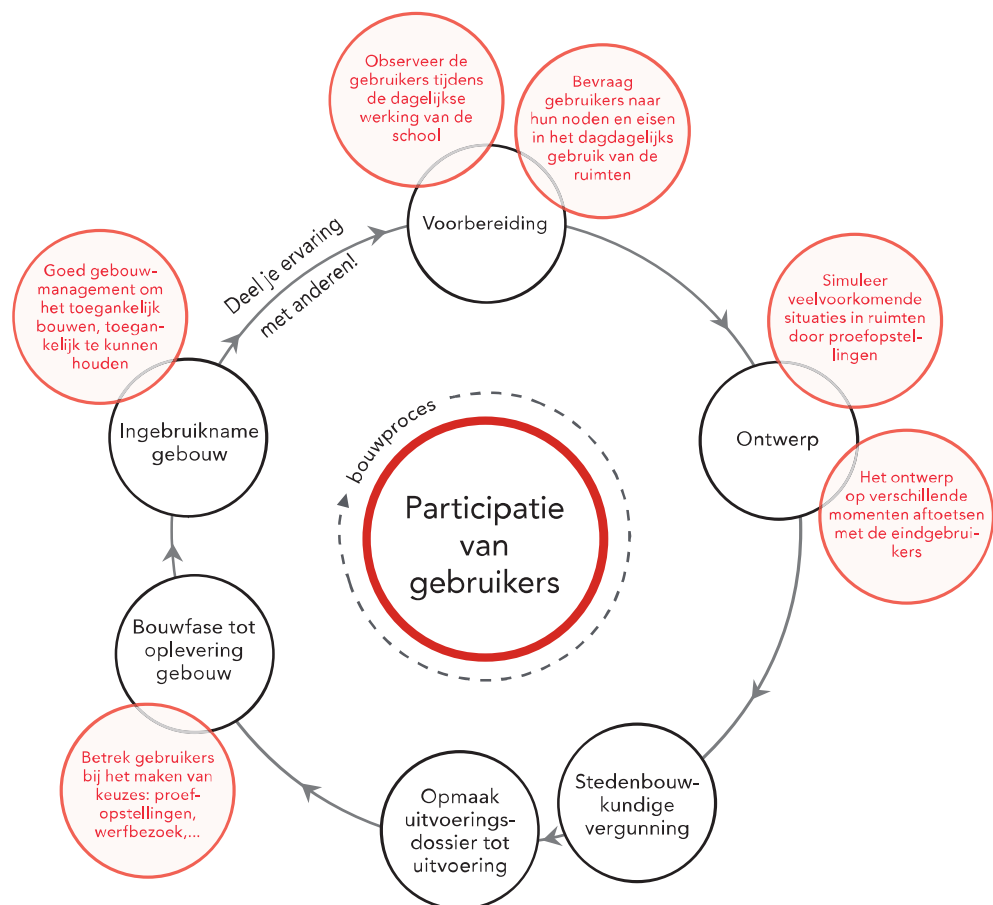 Observeer de
gebruikers tijdens
de dagelijkse
werking van de
school
Bevraag
gebruikers naar
hun noden en eisen
in het dagdagelijks
gebruik van de
ruimten
Voorbereiding
Simuleer
veelvoorkomende
situaties in ruimten
door proefopstel-
lingen
Ontwerp
Het ontwerp
op verschillende
momenten aftoetsen
met de eindgebrui-
kers
Stedenbouw-
kundige
vergunning
Opmaak
uitvoerings-
dossier tot
uitvoering
Bouwfase tot
oplevering
gebouw
Betrek gebruikers
bij het maken van
keuzes: proef-
opstellingen,
werfbezoek,...
Ingebruikname
gebouw
Goed gebouw-
management om
het toegankelijk
bouwen, toegan-
kelijk te kunnen
houden
Deel je ervaring
met anderen!
bouwproces
Participatie
van
gebruikers